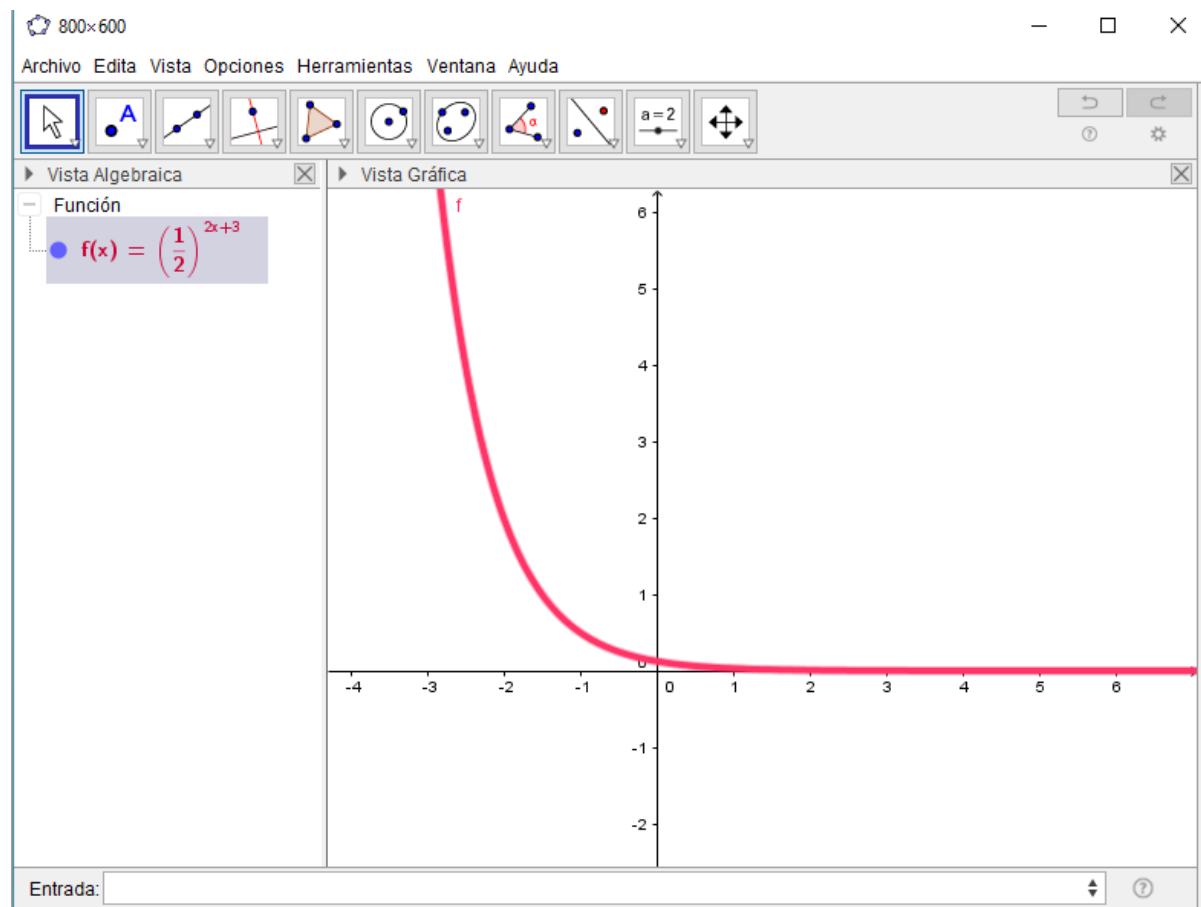 800×600
Archivo Edita Vista Opciones Herramientas Ventana Ayuda
A α a = 2
Vista Algebraica
Vista Gráfica
Función
f(x) = (1/2)^2x+3
f
6
5
4
3
2
1
0
-4 -3 -2 -1 0 1 2 3 4 5 6
-1
-2
Entrada: